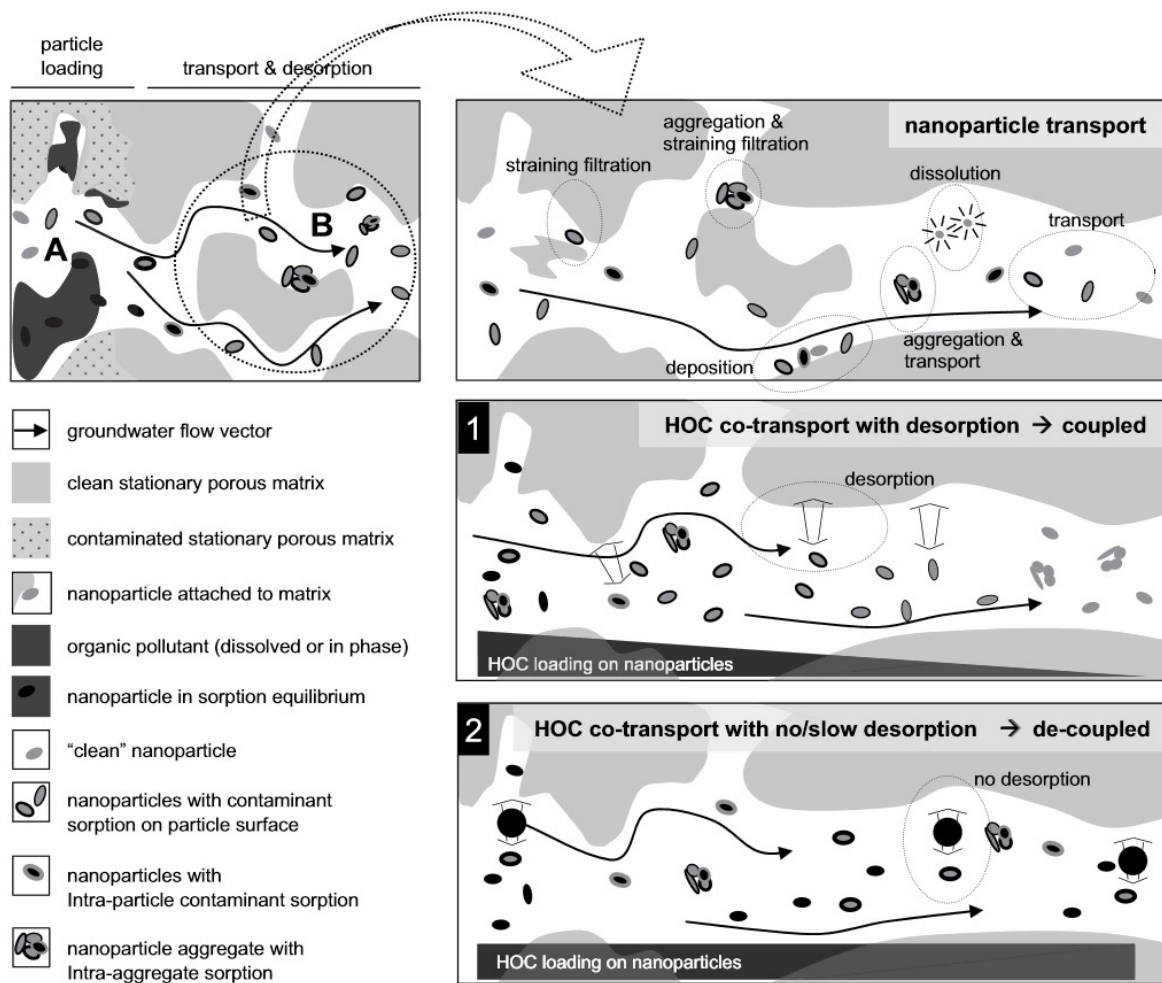 particle
loading
transport & desorption
A
B
nanoparticle transport
aggregation &
straining filtration
straining filtration
dissolution
transport
deposition
aggregation &
transport
groundwater flow vector
clean stationary porous matrix
contaminated stationary porous matrix
nanoparticle attached to matrix
organic pollutant (dissolved or in phase)
nanoparticle in sorption equilibrium
“clean” nanoparticle
nanoparticles with contaminant
sorption on particle surface
nanoparticles with
Intra-particle contaminant sorption
nanoparticle aggregate with
Intra-aggregate sorption
1
HOC co-transport with desorption → coupled
desorption
HOC loading on nanoparticles
2
HOC co-transport with no/slow desorption → de-coupled
no desorption
HOC loading on nanoparticles